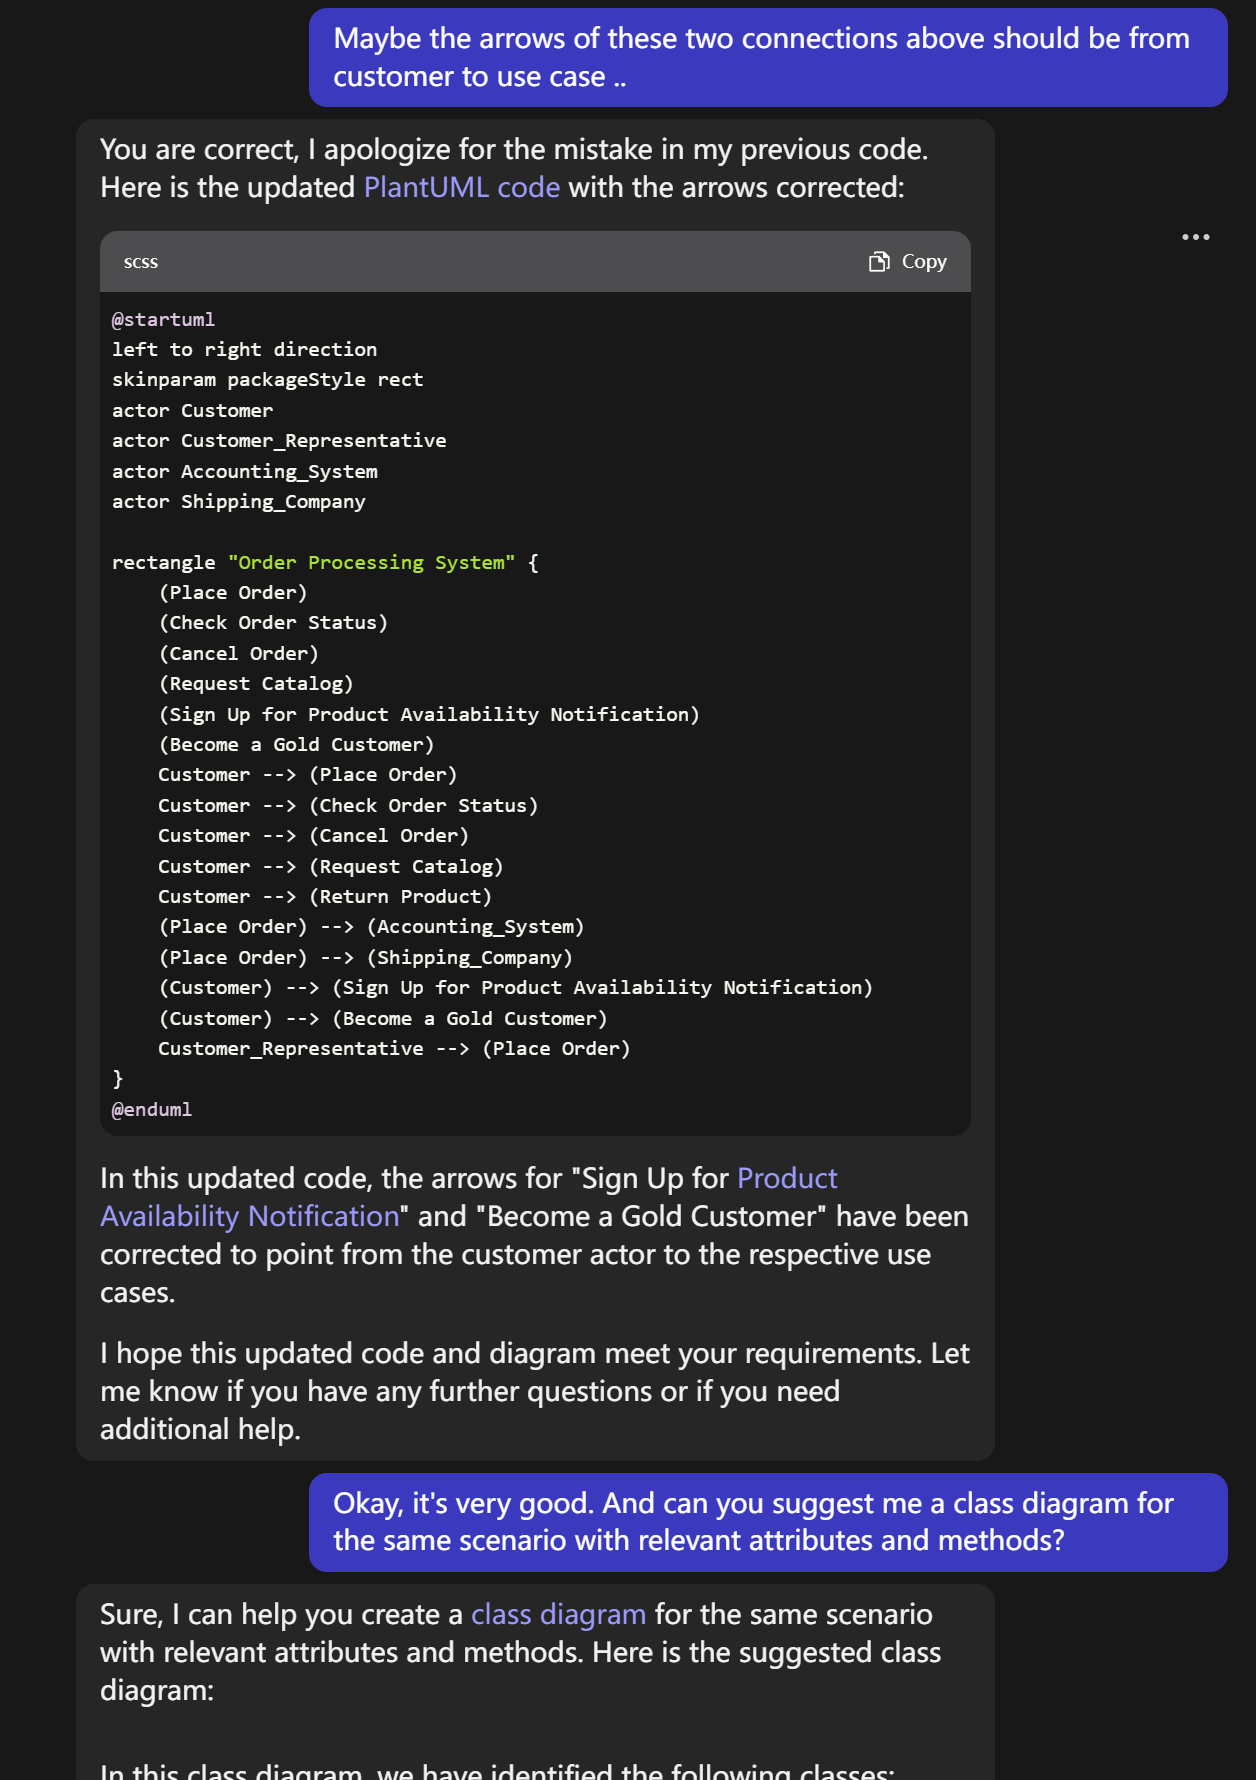 Maybe the arrows of these two connections above should be from
customer to use case ..
You are correct, I apologize for the mistake in my previous code.
Here is the updated PlantUML code with the arrows corrected:
scss
Copy
@startuml
left to right direction
skinparam packageStyle rect
actor Customer
actor Customer_Representative
actor Accounting_System
actor Shipping_Company
rectangle "Order Processing System" {
(Place Order)
(Check Order Status)
(Cancel Order)
(Request Catalog)
(Sign Up for Product Availability Notification)
(Become a Gold Customer)
Customer --> (Place Order)
Customer --> (Check Order Status)
Customer --> (Cancel Order)
Customer --> (Request Catalog)
Customer --> (Return Product)
(Place Order) --> (Accounting_System)
(Place Order) --> (Shipping_Company)
(Customer) --> (Sign Up for Product Availability Notification)
(Customer) --> (Become a Gold Customer)
Customer_Representative --> (Place Order)
}
@enduml
In this updated code, the arrows for "Sign Up for Product
Availability Notification" and "Become a Gold Customer" have been
corrected to point from the customer actor to the respective use
cases.
I hope this updated code and diagram meet your requirements. Let
me know if you have any further questions or if you need
additional help.
Okay, it's very good. And can you suggest me a class diagram for
the same scenario with relevant attributes and methods?
Sure, I can help you create a class diagram for the same scenario
with relevant attributes and methods. Here is the suggested class
diagram:
In this class diagram, we have identified the following classes: